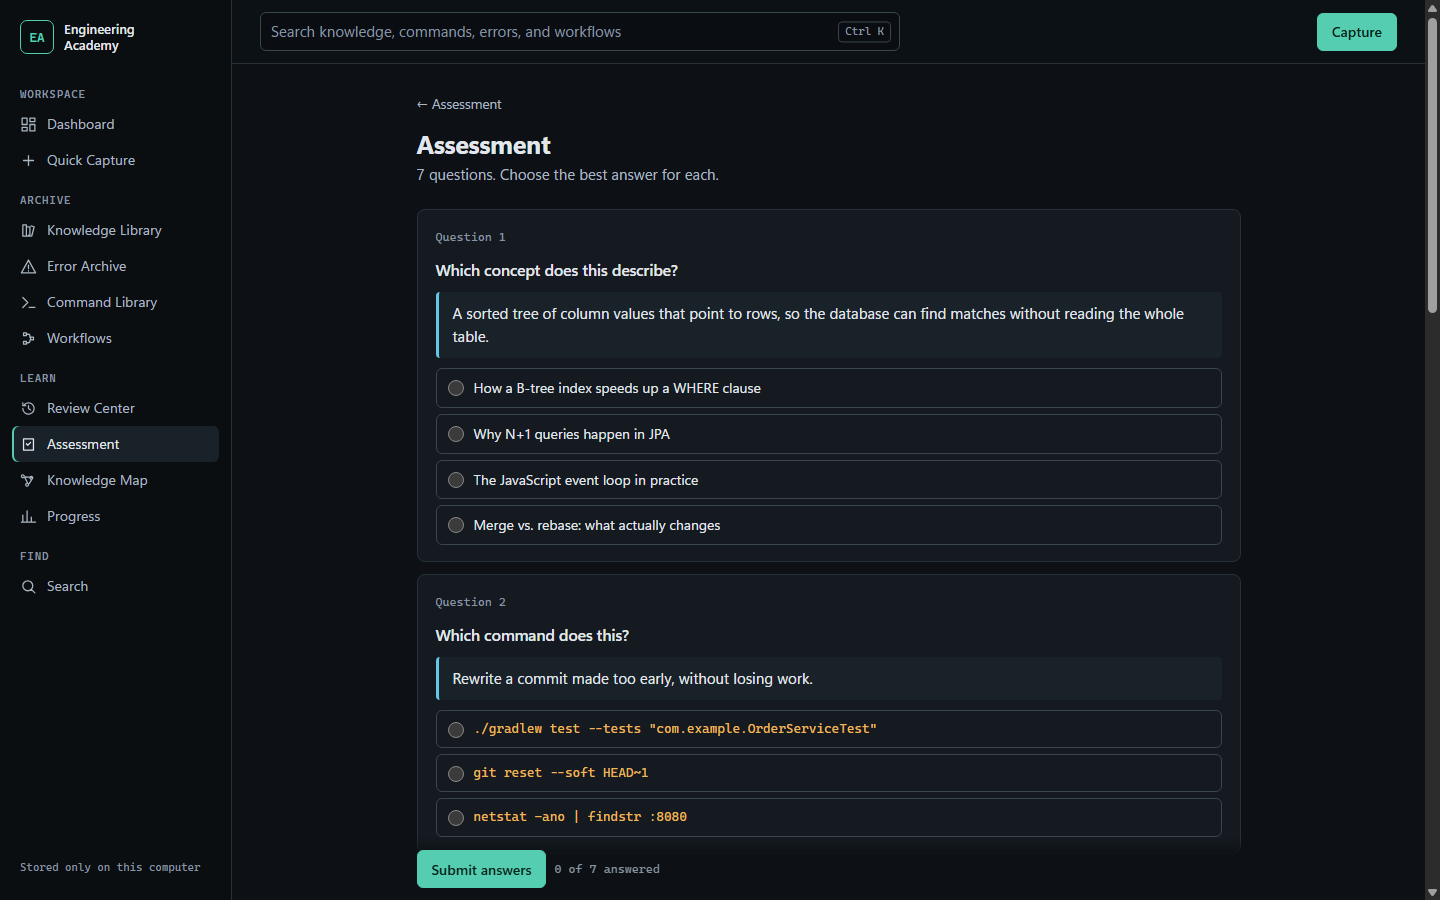 EA
Engineering
Academy
WORKSPACE
Dashboard
Quick Capture
ARCHIVE
Knowledge Library
Error Archive
Command Library
Workflows
LEARN
Review Center
Assessment
Knowledge Map
Progress
FIND
Search
Stored only on this computer
Search knowledge, commands, errors, and workflows
Ctrl K
Capture
← Assessment
Assessment
7 questions. Choose the best answer for each.
Question 1
Which concept does this describe?
A sorted tree of column values that point to rows, so the database can find matches without reading the whole
table.
How a B-tree index speeds up a WHERE clause
Why N+1 queries happen in JPA
The JavaScript event loop in practice
Merge vs. rebase: what actually changes
Question 2
Which command does this?
Rewrite a commit made too early, without losing work.
./gradlew test --tests "com.example.OrderServiceTest"
git reset --soft HEAD~1
netstat -ano | findstr :8080
Submit answers
0 of 7 answered